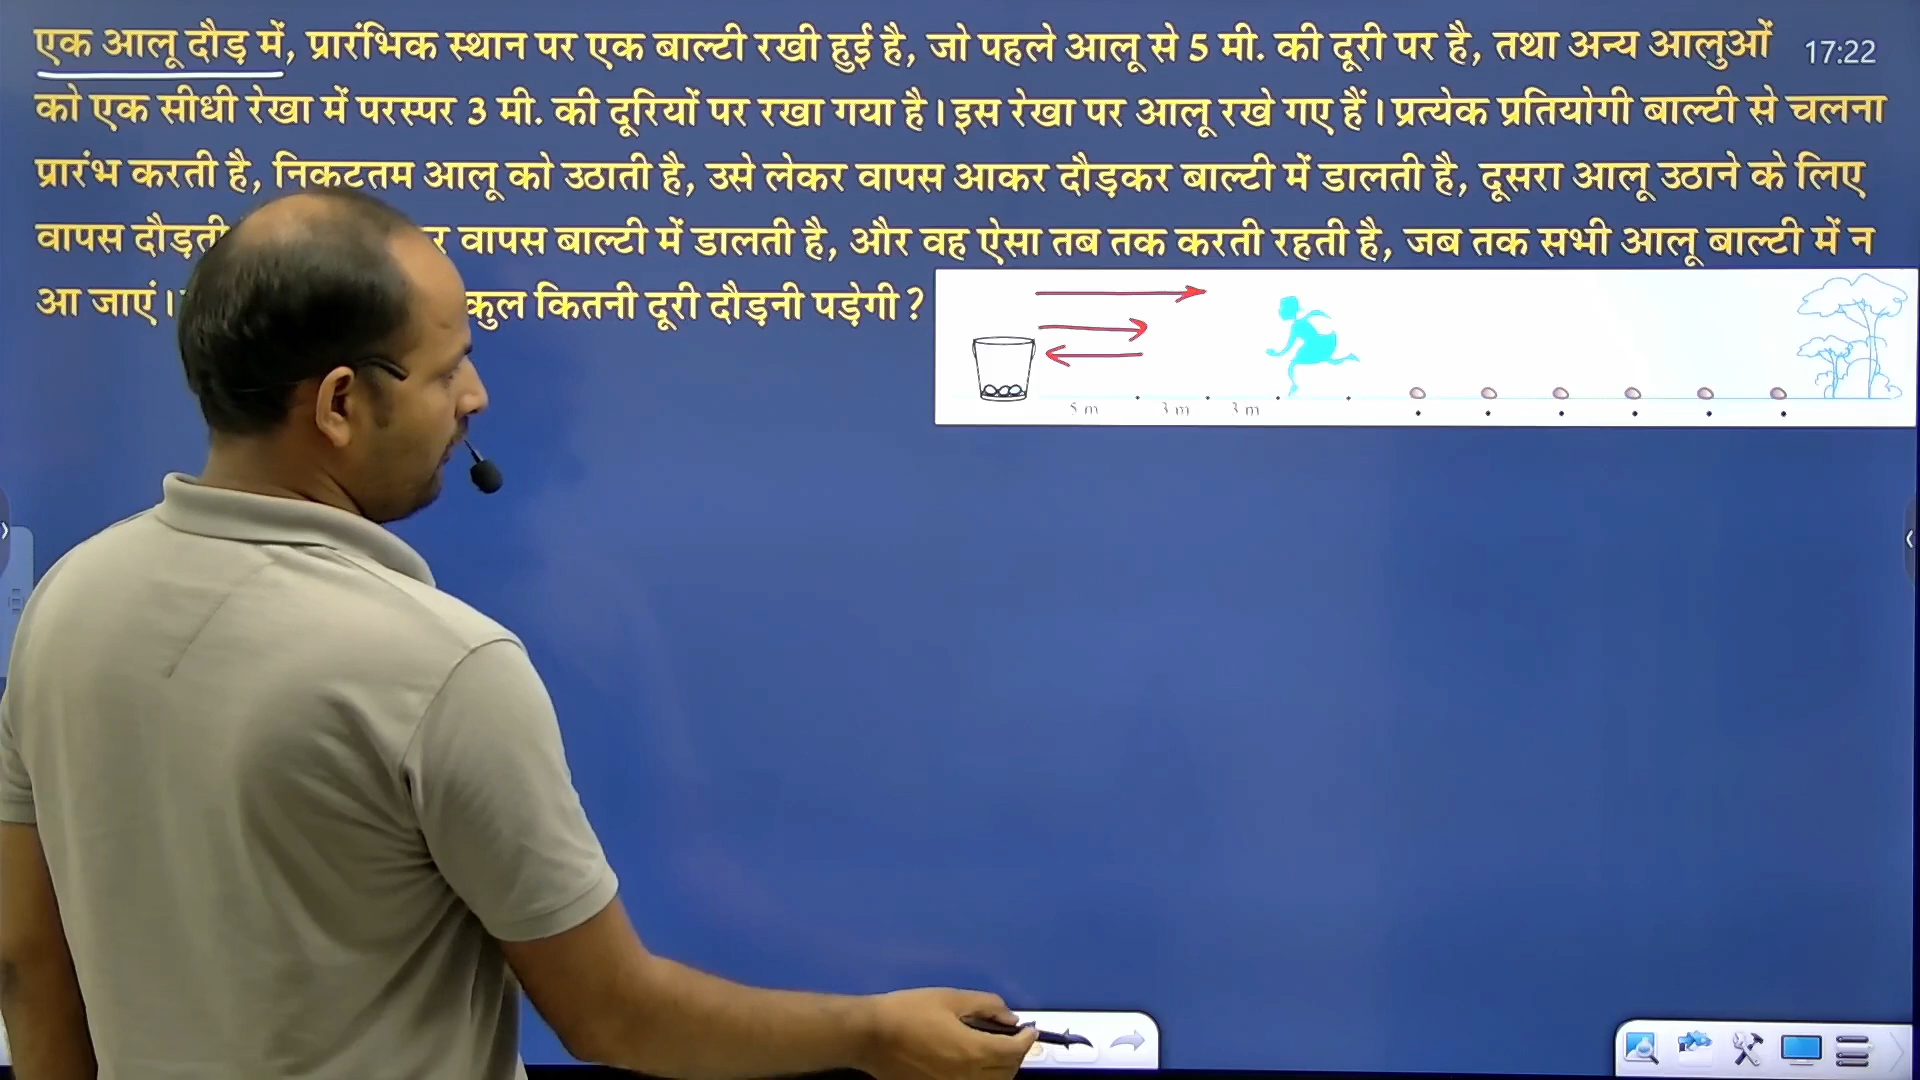 एक आलू दौड़ में, प्रारंभिक स्थान पर एक बाल्टी रखी हुई है, जो पहले आलू से 5 मी. की दूरी पर है, तथा अन्य आलुओं 17:22
को एक सीधी रेखा में परस्पर 3 मी. की दूरियों पर रखा गया है। इस रेखा पर आलू रखे गए हैं। प्रत्येक प्रतियोगी बाल्टी से चलना
प्रारंभ करती है, निकटतम आलू को उठाती है, उसे लेकर वापस आकर दौड़कर बाल्टी में डालती है, दूसरा आलू उठाने के लिए
वापस दौड़ती वापस बाल्टी में डालती है, और वह ऐसा तब तक करती रहती है, जब तक सभी आलू बाल्टी में न
आ जाएं। कुल कितनी दूरी दौड़नी पड़ेगी ?
5 m 3 m 3 m